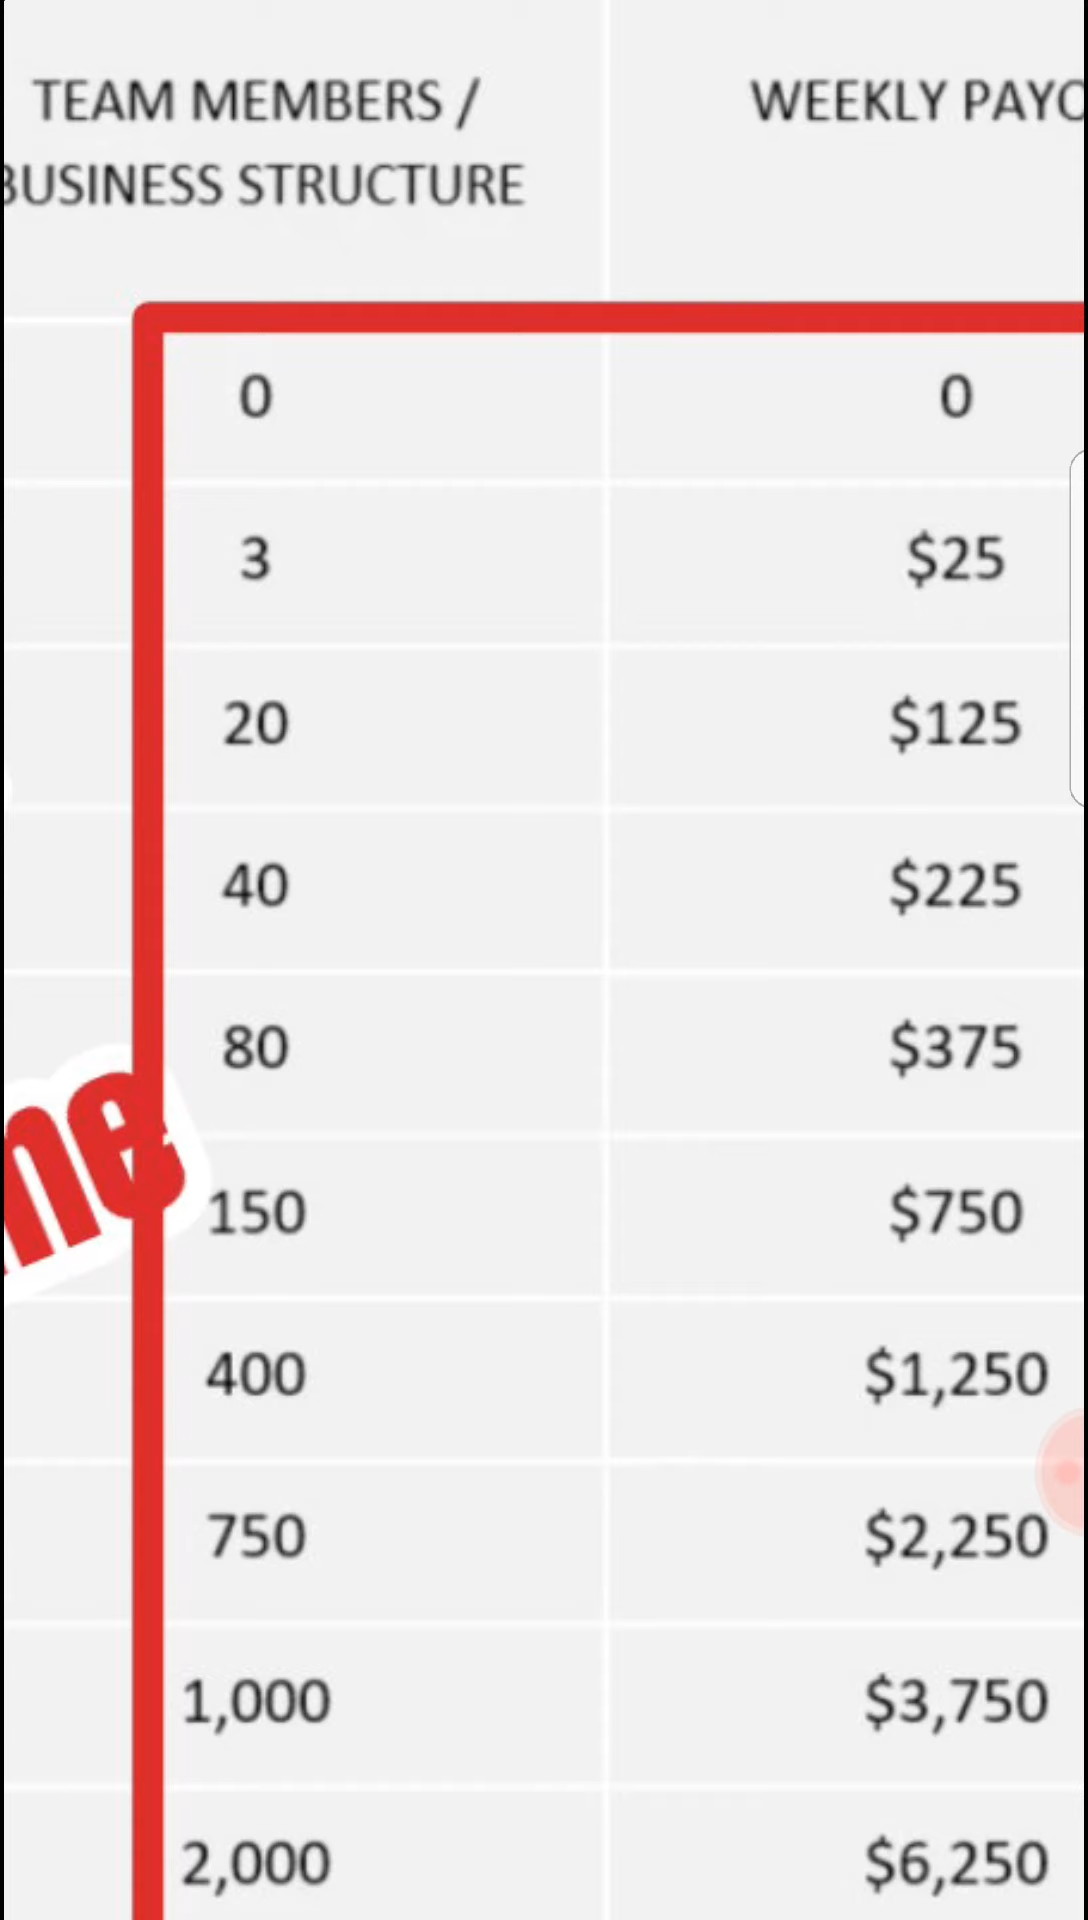 TEAM MEMBERS /
BUSINESS STRUCTURE
WEEKLY PAYO
0 0
3 $25
20 $125
40 $225
80 $375
150 $750
400 $1,250
750 $2,250
1,000 $3,750
2,000 $6,250
me